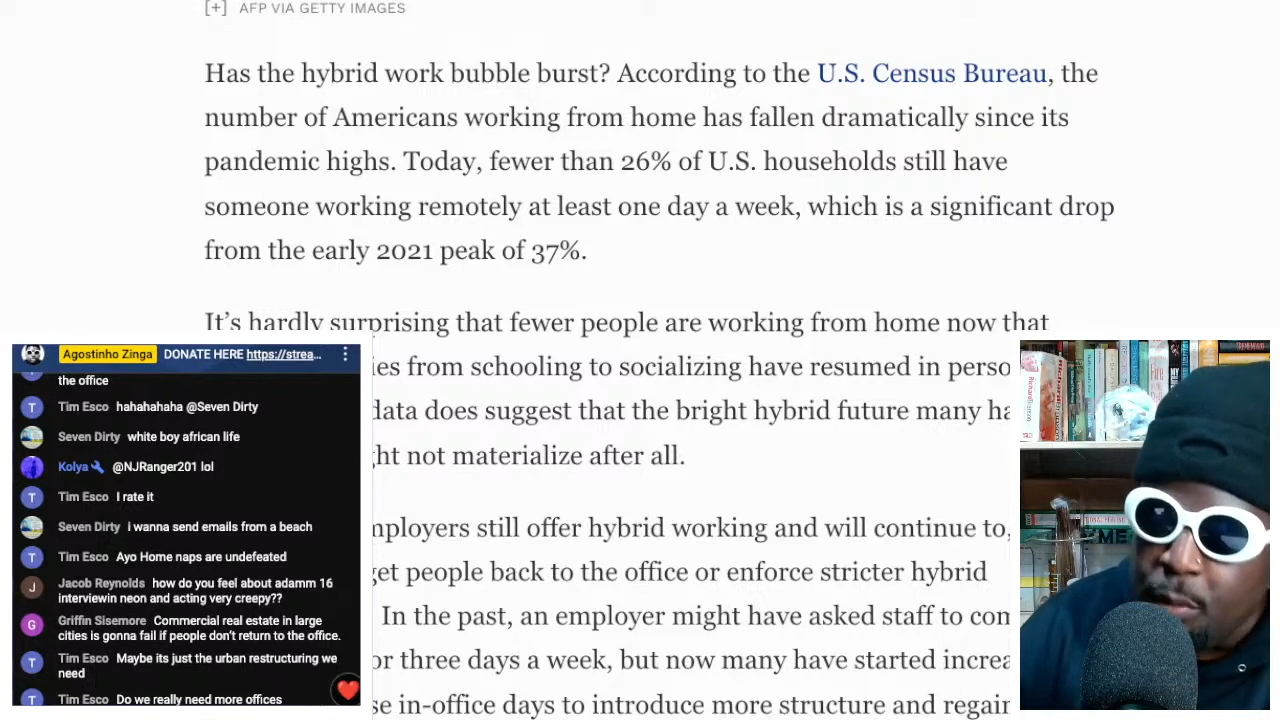 [+] AFP VIA GETTY IMAGES
Has the hybrid work bubble burst? According to the U.S. Census Bureau, the
number of Americans working from home has fallen dramatically since its
pandemic highs. Today, fewer than 26% of U.S. households still have
someone working remotely at least one day a week, which is a significant drop
from the early 2021 peak of 37%.
It's hardly surprising that fewer people are working from home now that
ies from schooling to socializing have resumed in perso
data does suggest that the bright hybrid future many ha
ght not materialize after all.
mployers still offer hybrid working and will continue to,
get people back to the office or enforce stricter hybrid
In the past, an employer might have asked staff to com
or three days a week, but now many have started increa
se in-office days to introduce more structure and regain
Agostinho Zinga DONATE HERE https://strea...
the office
Tim Esco hahahahaha @Seven Dirty
Seven Dirty white boy african life
Kolya @NJRanger201 lol
Tim Esco I rate it
Seven Dirty i wanna send emails from a beach
Tim Esco Ayo Home naps are undefeated
Jacob Reynolds how do you feel about adamm 16
interviewin neon and acting very creepy??
Griffin Sisemore Commercial real estate in large
cities is gonna fail if people don't return to the office.
Tim Esco Maybe its just the urban restructuring we
need
Tim Esco Do we really need more offices